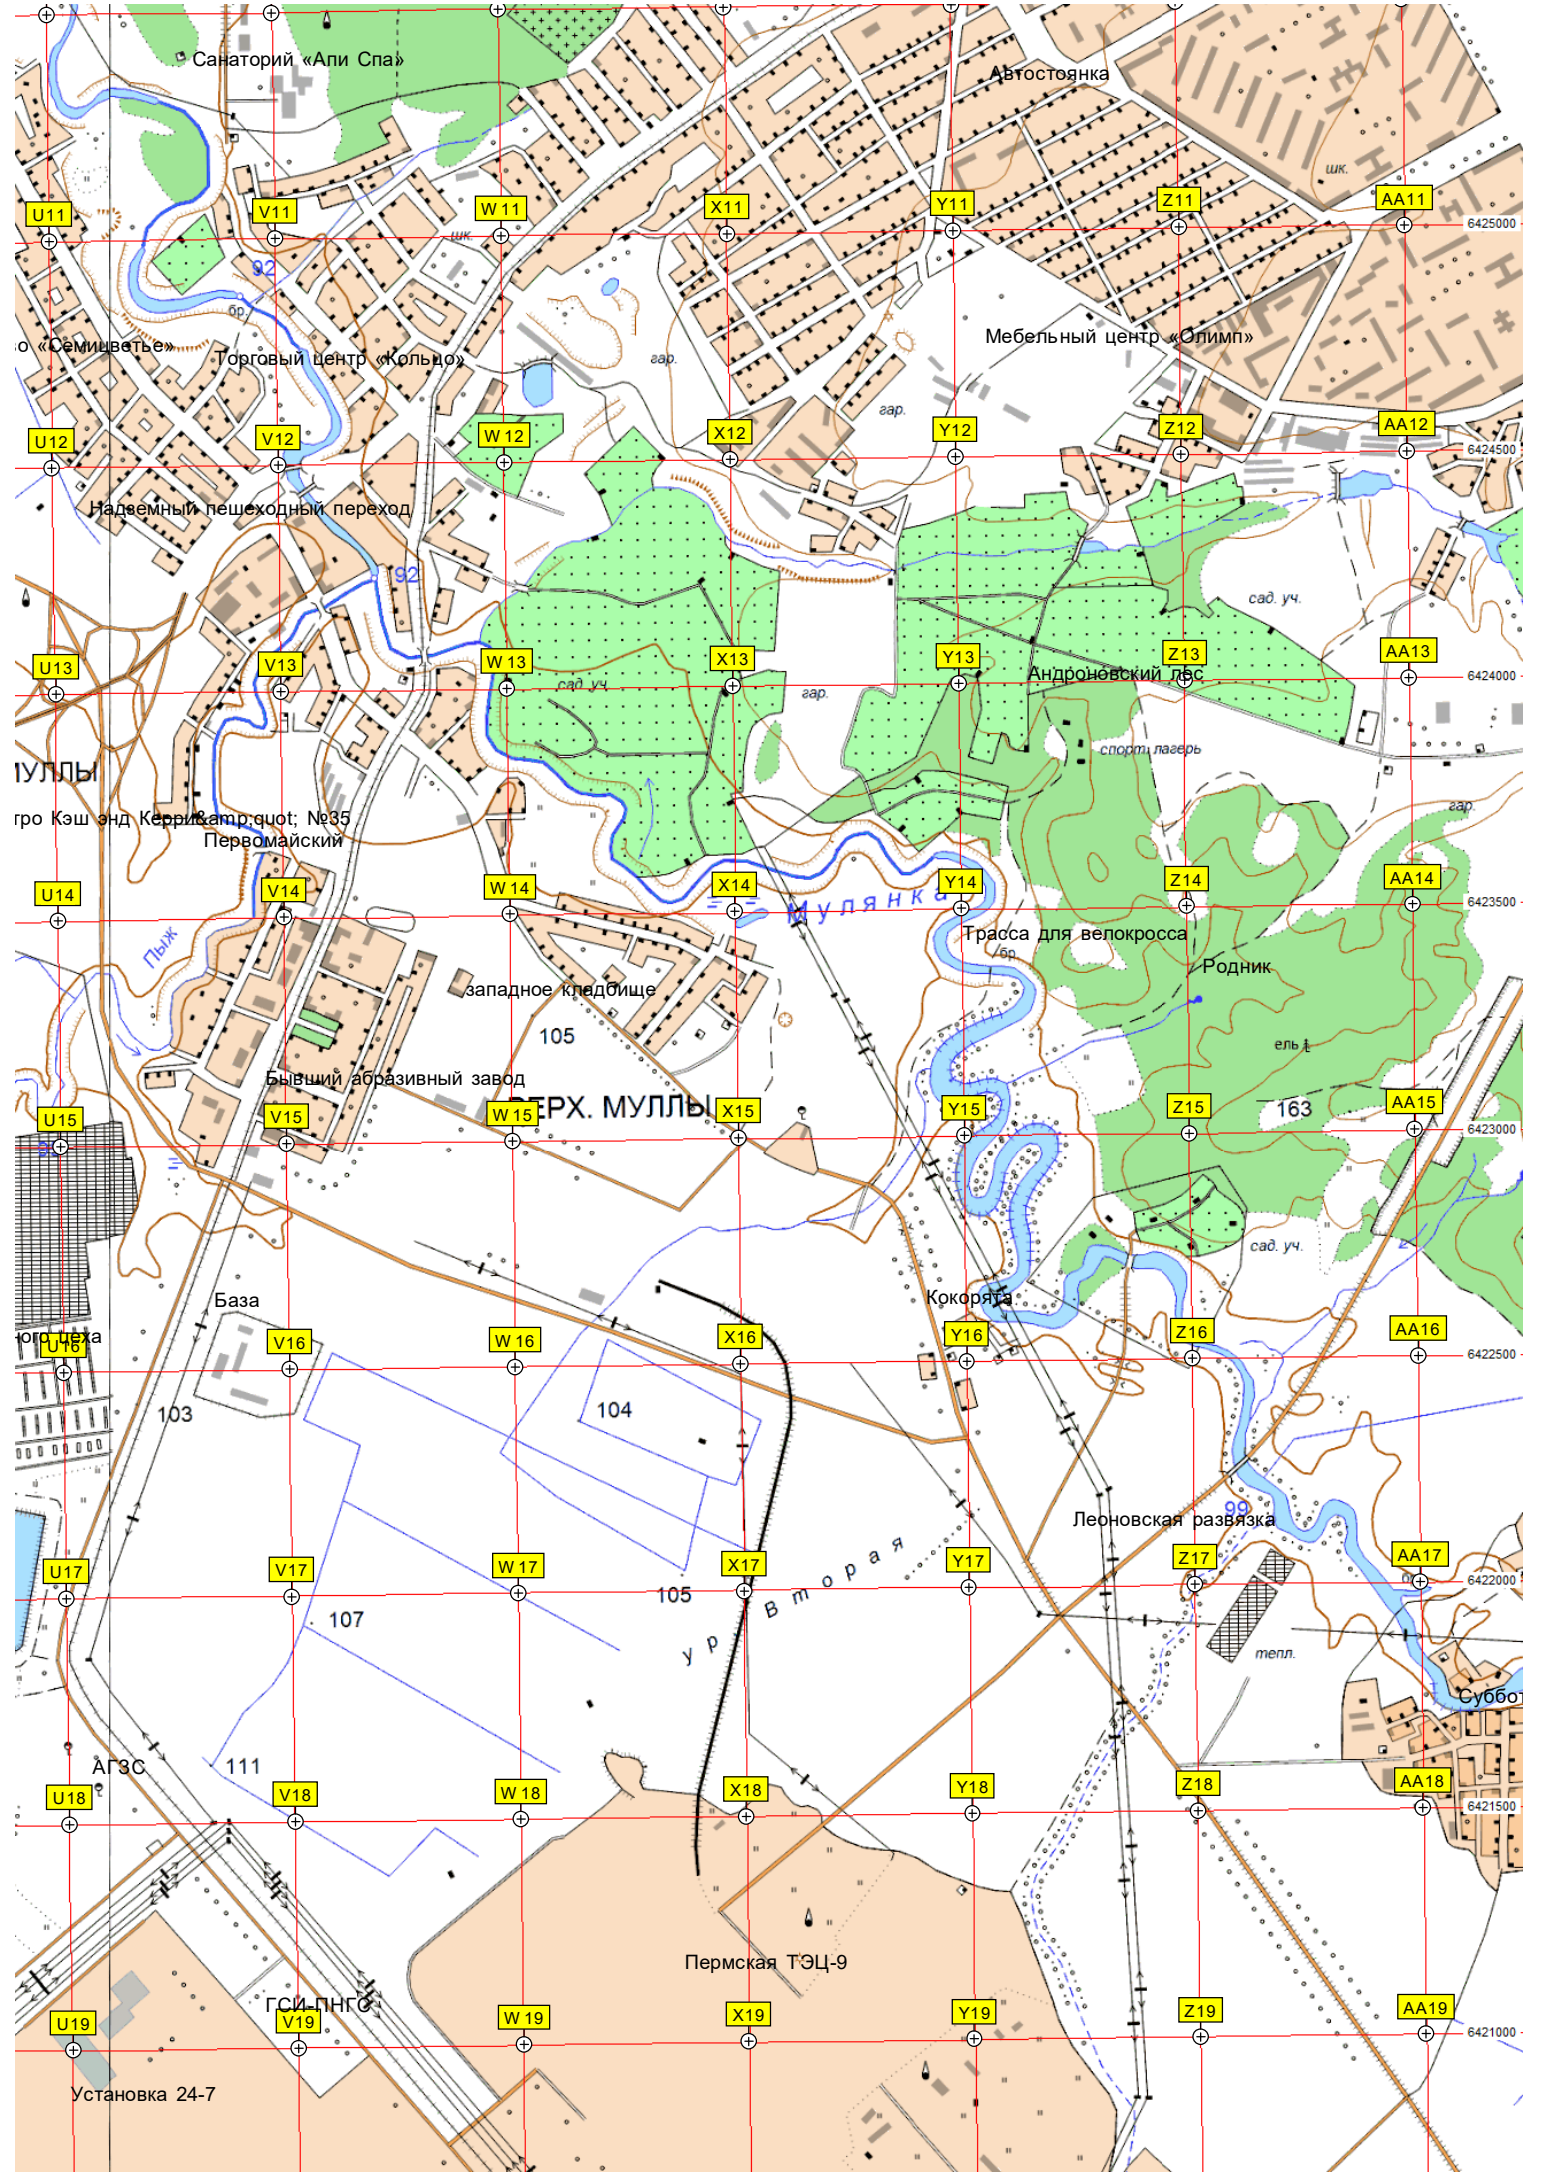 Санаторий «Апи Спа»
Автостоянка
шк.
U11
V11
W11
X11
Y11
Z11
AA11
6425000
шк.
92
бр.
во «Семицветье»
Торговый центр «Кольцо»
гар.
Мебельный центр «Олимп»
гар.
U12
V12
W12
X12
Y12
Z12
AA12
6424500
Надземный пешеходный переход
92
сад. уч.
U13
V13
W13
X13
Y13
Z13
AA13
6424000
Андроновский лес
сад. уч.
гар.
спорт. лагерь
МУЛЛЫ
гар.
тро Кэш энд Керри&amp;quot; №35
Первомайский
U14
V14
W14
X14
Y14
Z14
AA14
6423500
Мулянка
Пыж
Трасса для велокросса
бр.
Родник
западное кладбище
105
ель
Бывший абразивный завод
ВЕРХ. МУЛЛЫ
163
U15
V15
W15
X15
Y15
Z15
AA15
6423000
сад. уч.
База
Кокорята
ого цеха
U16
V16
W16
X16
Y16
Z16
AA16
6422500
103
104
99
Леоновская развязка
U17
V17
W17
X17
Y17
Z17
AA17
6422000
105
107
ур Вторая
тепл.
Суббот
АГЗС
111
U18
V18
W18
X18
Y18
Z18
AA18
6421500
Пермская ТЭЦ-9
ГСИ-ПНГС
U19
V19
W19
X19
Y19
Z19
AA19
6421000
Установка 24-7